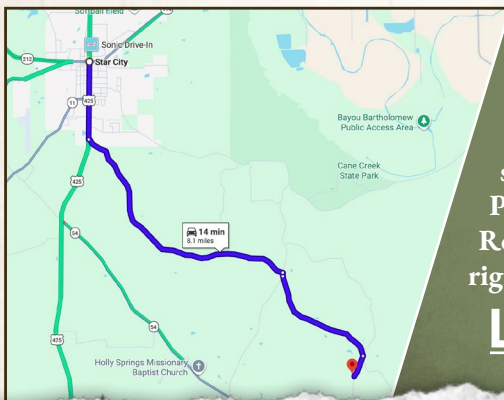 Softball Field
Sonic Drive-In
212
Star City
11
425
Bayou Bartholomew
Public Access Area
Cane Creek
State Park
425
14 min
8.1 miles
54
54
425
Holly Springs Missionary
Baptist Church
s
P
R
rig
L